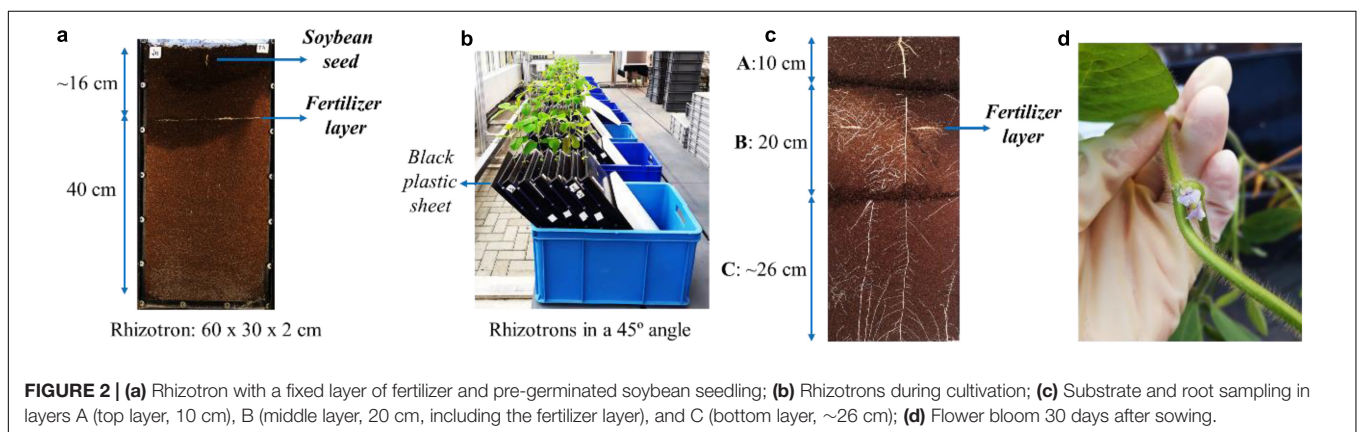 a
Soybean
seed
Fertilizer
layer
~16 cm
40 cm
Rhizotron: 60 x 30 x 2 cm
b
Black
plastic
sheet
Rhizotrons in a 45º angle
c
A:10 cm
B: 20 cm
C: ~26 cm
Fertilizer
layer
d
FIGURE 2 | (a) Rhizotron with a fixed layer of fertilizer and pre-germinated soybean seedling; (b) Rhizotrons during cultivation; (c) Substrate and root sampling in
layers A (top layer, 10 cm), B (middle layer, 20 cm, including the fertilizer layer), and C (bottom layer, ∼26 cm); (d) Flower bloom 30 days after sowing.